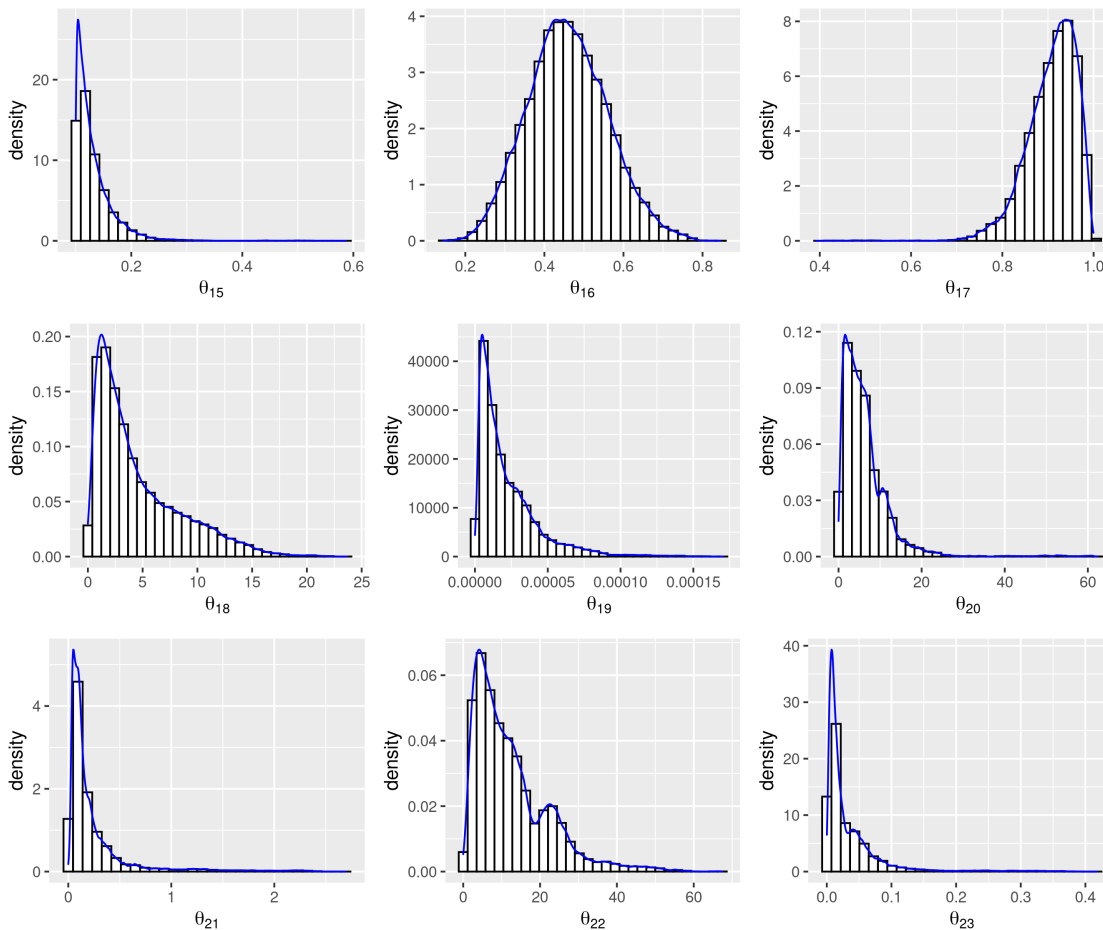 density
20
10
0
0.2 0.4 0.6
θ15
density
4
3
2
1
0
0.2 0.4 0.6 0.8
θ16
density
8
6
4
2
0
0.4 0.6 0.8 1.0
θ17
density
0.20
0.15
0.10
0.05
0.00
0 5 10 15 20 25
θ18
density
40000
30000
20000
10000
0
0.00000 0.00005 0.00010 0.00015
θ19
density
0.12
0.09
0.06
0.03
0.00
0 20 40 60
θ20
density
4
2
0
0 1 2
θ21
density
0.06
0.04
0.02
0.00
0 20 40 60
θ22
density
40
30
20
10
0
0.0 0.1 0.2 0.3 0.4
θ23